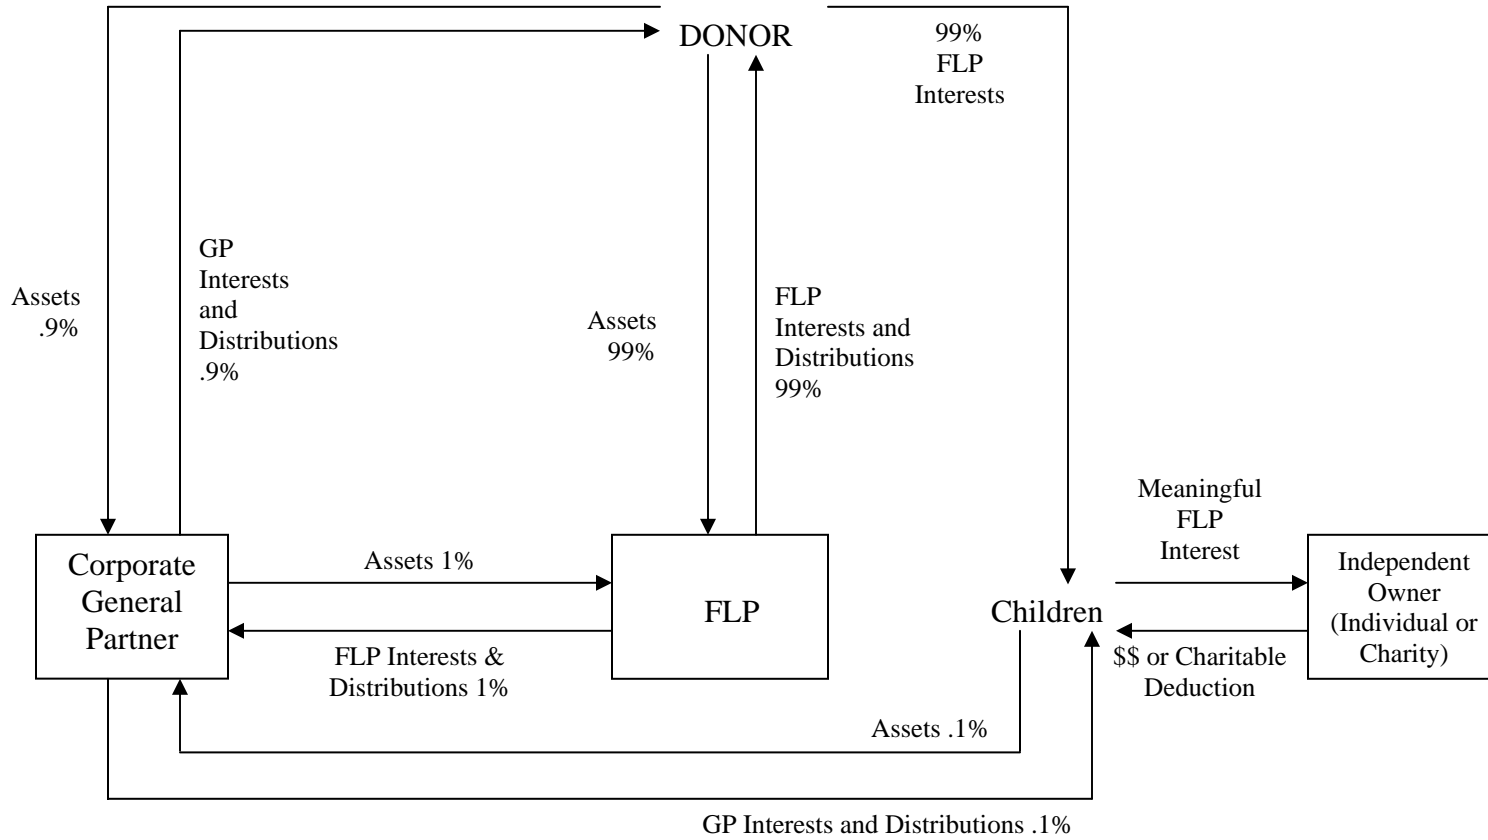 DONOR
99%
FLP
Interests
GP
Interests
and
Distributions
.9%
Assets
.9%
Assets
99%
FLP
Interests and
Distributions
99%
Meaningful
FLP
Interest
Corporate
General
Partner
Assets 1%
FLP Interests &
Distributions 1%
FLP
Children
$$ or Charitable
Deduction
Independent
Owner
(Individual or
Charity)
Assets .1%
GP Interests and Distributions .1%